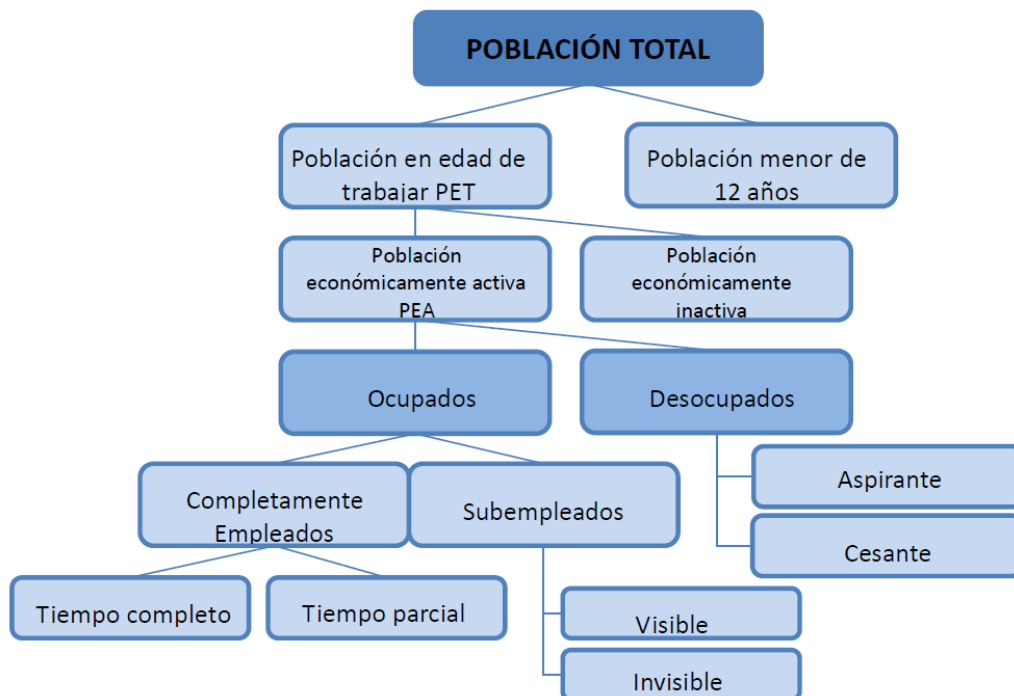 POBLACIÓN TOTAL
Población en edad de
trabajar PET
Población menor de
12 años
Población
económicamente activa
PEA
Población
económicamente
inactiva
Ocupados
Desocupados
Completamente
Empleados
Subempleados
Aspirante
Cesante
Tiempo completo
Tiempo parcial
Visible
Invisible